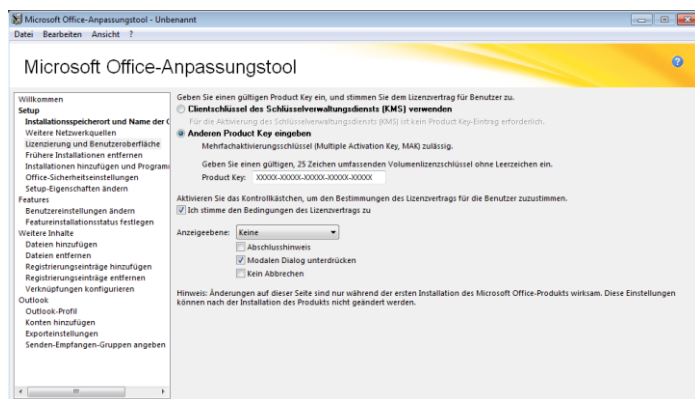 Microsoft Office-Anpassungstool - Unbenannt
Datei Bearbeiten Ansicht ?
Microsoft Office-Anpassungstool
Willkommen
Setup
Installationsspeicherort und Name der O
Weitere Netzwerkquellen
Lizenzierung und Benutzeroberfläche
Frühere Installationen entfernen
Installationen hinzufügen und Program
Office-Sicherheitseinstellungen
Setup-Eigenschaften ändern
Features
Benutzereinstellungen ändern
Featureinstallationsstatus festlegen
Weitere Inhalte
Dateien hinzufügen
Dateien entfernen
Registrierungseinträge hinzufügen
Registrierungseinträge entfernen
Verknüpfungen konfigurieren
Outlook
Outlook-Profil
Konten hinzufügen
Exporteinstellungen
Senden-Empfangen-Gruppen angeben
Geben Sie einen gültigen Product Key ein, und stimmen Sie dem Lizenzvertrag für Benutzer zu.
Clientschlüssel des Schlüsselverwaltungsdiensts (KMS) verwenden
Für die Aktivierung des Schlüsselverwaltungsdiensts (KMS) ist kein Product Key-Eintrag erforderlich.
Anderen Product Key eingeben
Mehrfachaktivierungsschlüssel (Multiple Activation Key, MAK) zulässig.
Geben Sie einen gültigen, 25 Zeichen umfassenden Volumenlizenzschlüssel ohne Leerzeichen ein.
Product Key: XXXXX-XXXXX-XXXXX-XXXXX-XXXXX
Aktivieren Sie das Kontrollkästchen, um den Bestimmungen des Lizenzvertrags für die Benutzer zuzustimmen.
Ich stimme den Bedingungen des Lizenzvertrags zu
Anzeigeebene: Keine
Abschlusshinweis
Modalen Dialog unterdrücken
Kein Abbrechen
Hinweis: Änderungen auf dieser Seite sind nur während der ersten Installation des Microsoft Office-Produkts wirksam. Diese Einstellungen
können nach der Installation des Produkts nicht geändert werden.